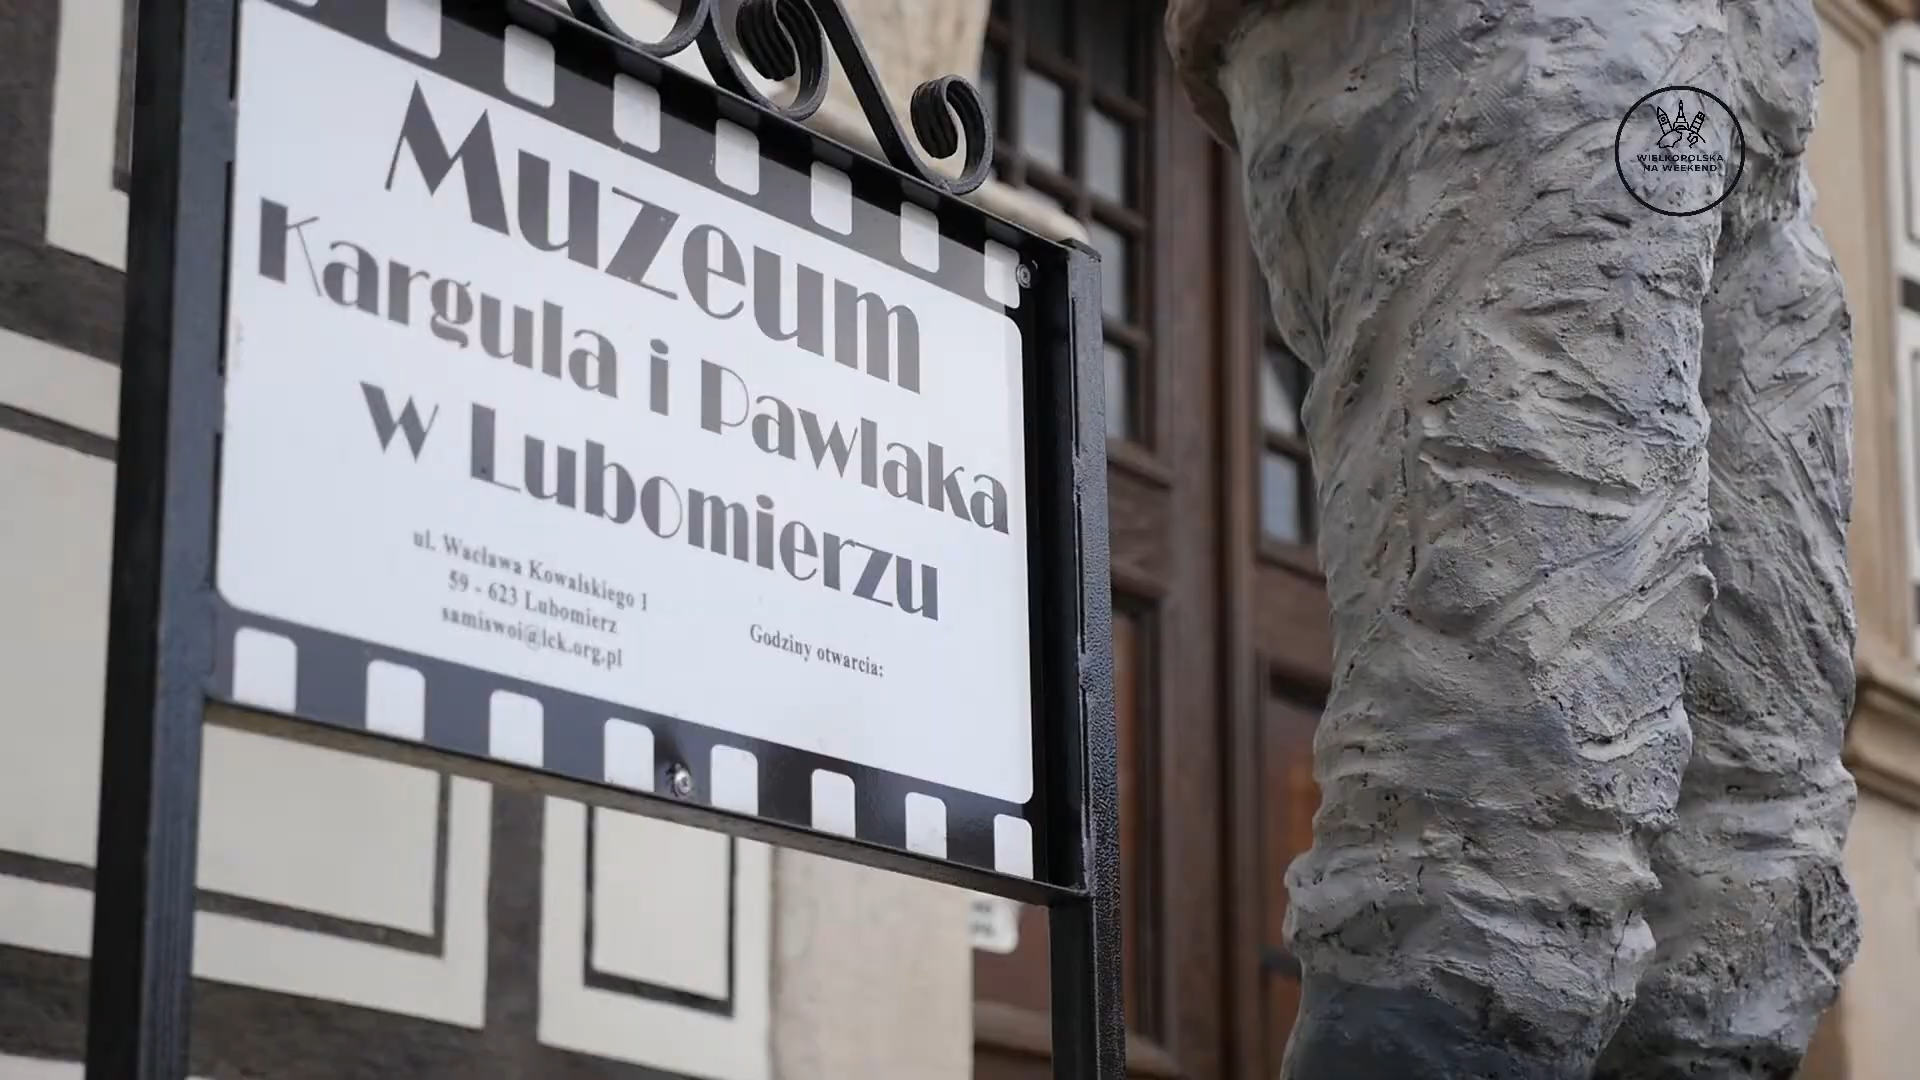 Muzeum
Kargula i Pawlaka
w Lubomierzu
ul. Wacława Kowalskiego 1
59 - 623 Lubomierz
samiswoi@lck.org.pl
Godziny otwarcia:
WIELKOPOLSKA
NA WEEKEND